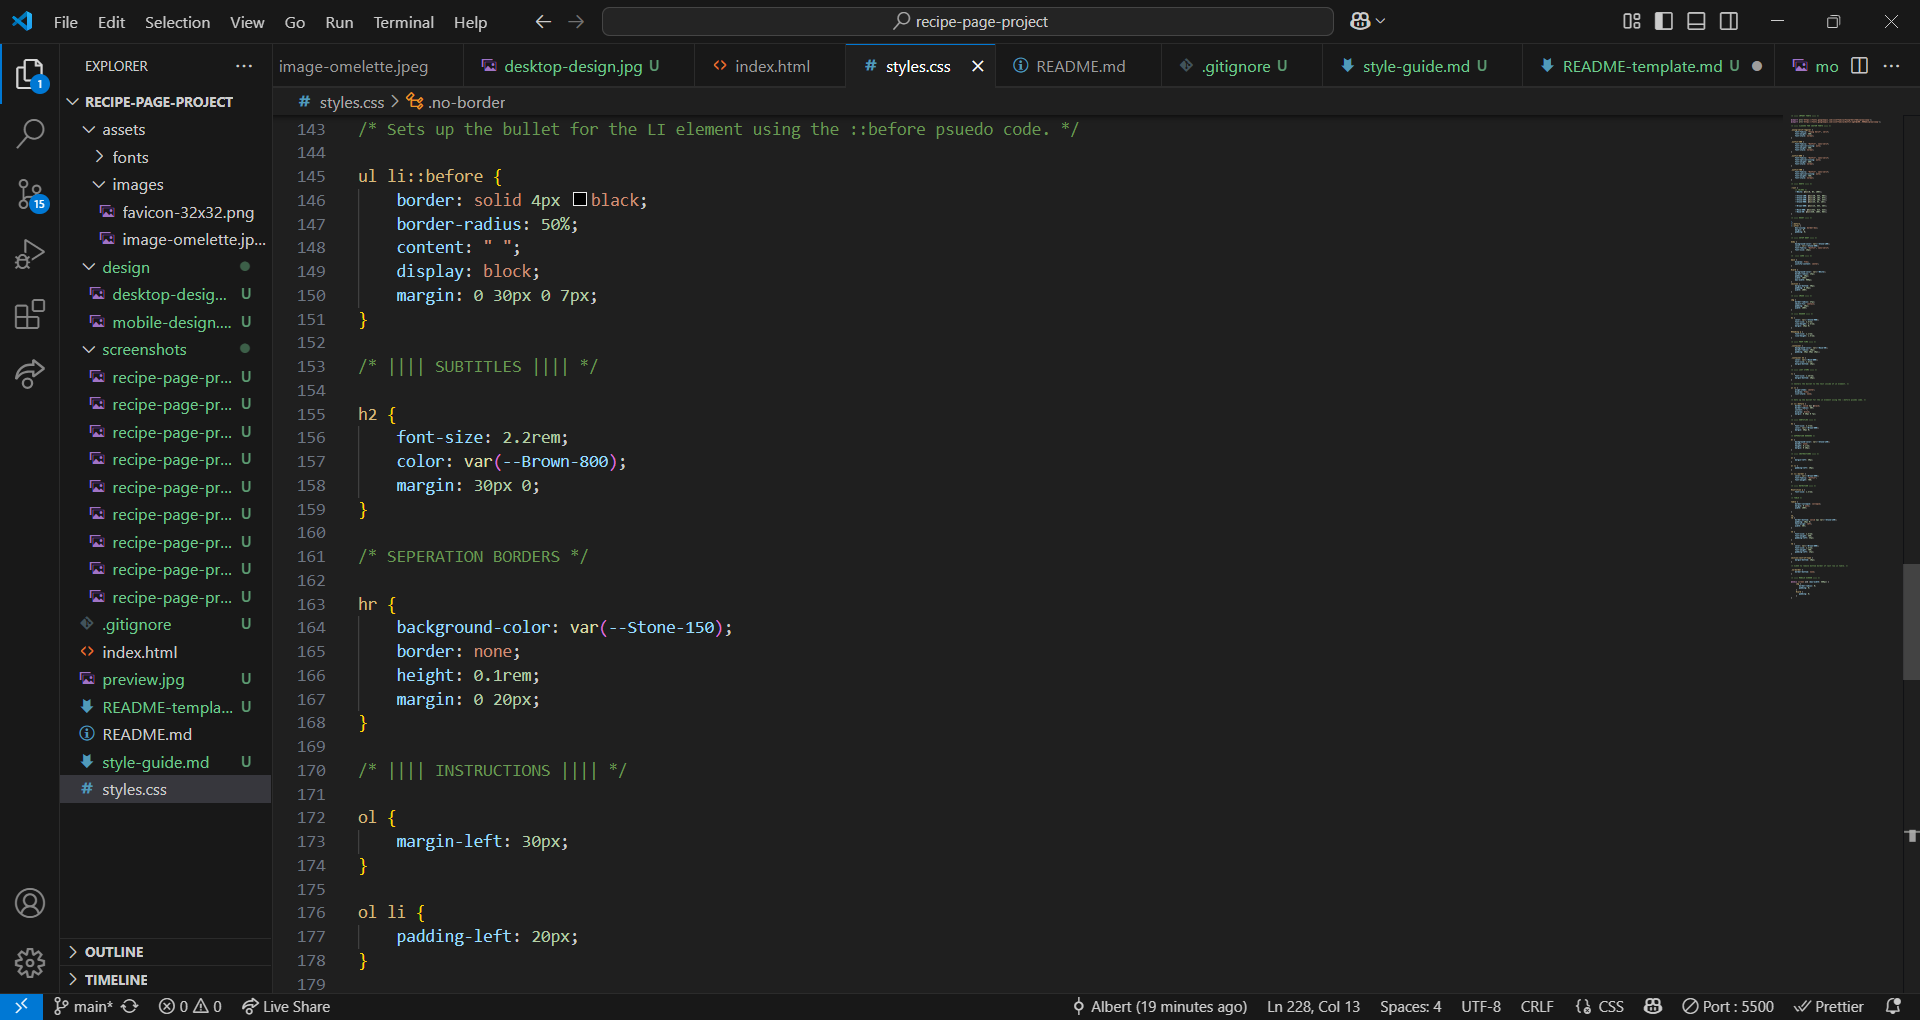 File Edit Selection View Go Run Terminal Help
recipe-page-project
EXPLORER
image-omelette.jpeg
desktop-design.jpg U
index.html
# styles.css
README.md
.gitignore U
style-guide.md U
README-template.md U
mo
# styles.css > .no-border
RECIPE-PAGE-PROJECT
assets
fonts
images
favicon-32x32.png
image-omelette.jp...
design
desktop-desig... U
mobile-design.... U
screenshots
recipe-page-pr... U
recipe-page-pr... U
recipe-page-pr... U
recipe-page-pr... U
recipe-page-pr... U
recipe-page-pr... U
recipe-page-pr... U
recipe-page-pr... U
recipe-page-pr... U
.gitignore U
index.html
preview.jpg U
README-templa... U
README.md
style-guide.md U
# styles.css
OUTLINE
TIMELINE
1
15
143 /* Sets up the bullet for the LI element using the ::before psuedo code. */
144
145 ul li::before {
146 border: solid 4px black;
147 border-radius: 50%;
148 content: " ";
149 display: block;
150 margin: 0 30px 0 7px;
151 }
152
153 /* |||| SUBTITLES |||| */
154
155 h2 {
156 font-size: 2.2rem;
157 color: var(--Brown-800);
158 margin: 30px 0;
159 }
160
161 /* SEPERATION BORDERS */
162
163 hr {
164 background-color: var(--Stone-150);
165 border: none;
166 height: 0.1rem;
167 margin: 0 20px;
168 }
169
170 /* |||| INSTRUCTIONS |||| */
171
172 ol {
173 margin-left: 30px;
174 }
175
176 ol li {
177 padding-left: 20px;
178 }
179
main* 0 0 Live Share
Albert (19 minutes ago) Ln 228, Col 13 Spaces: 4 UTF-8 CRLF {} CSS Port : 5500 Prettier